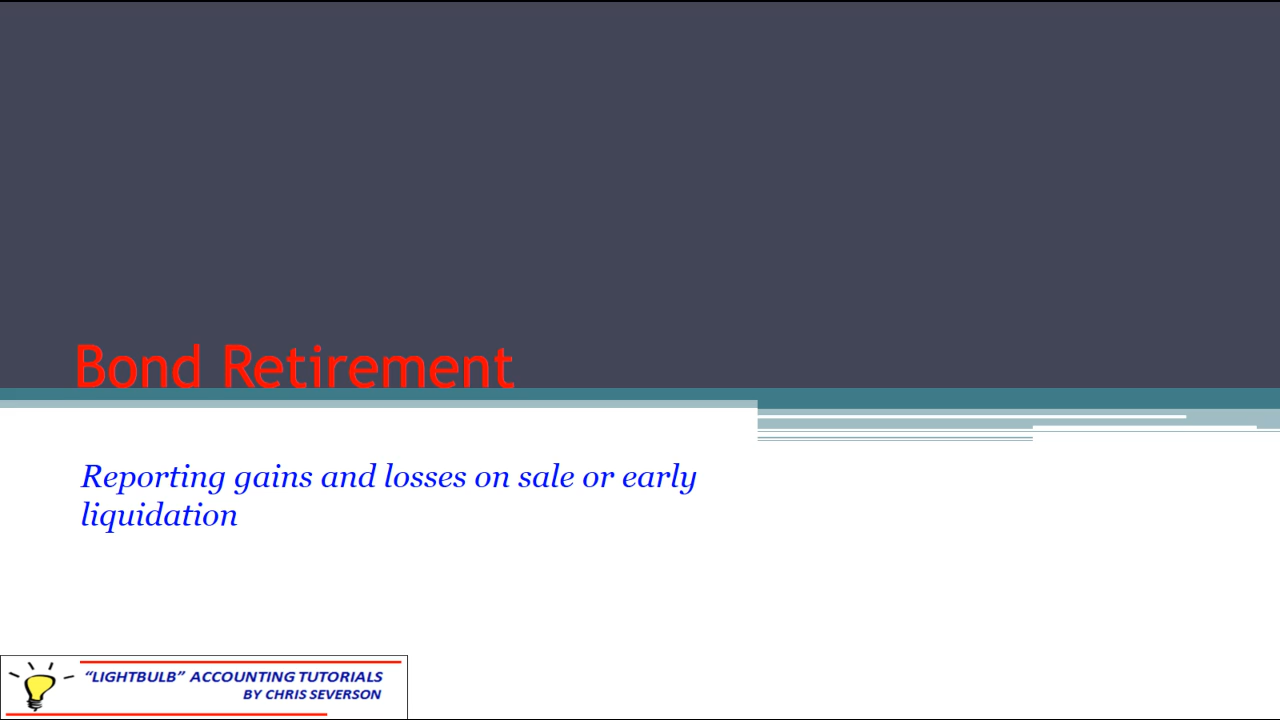 Bond Retirement
Reporting gains and losses on sale or early
liquidation
“LIGHTBULB” ACCOUNTING TUTORIALS
BY CHRIS SEVERSON